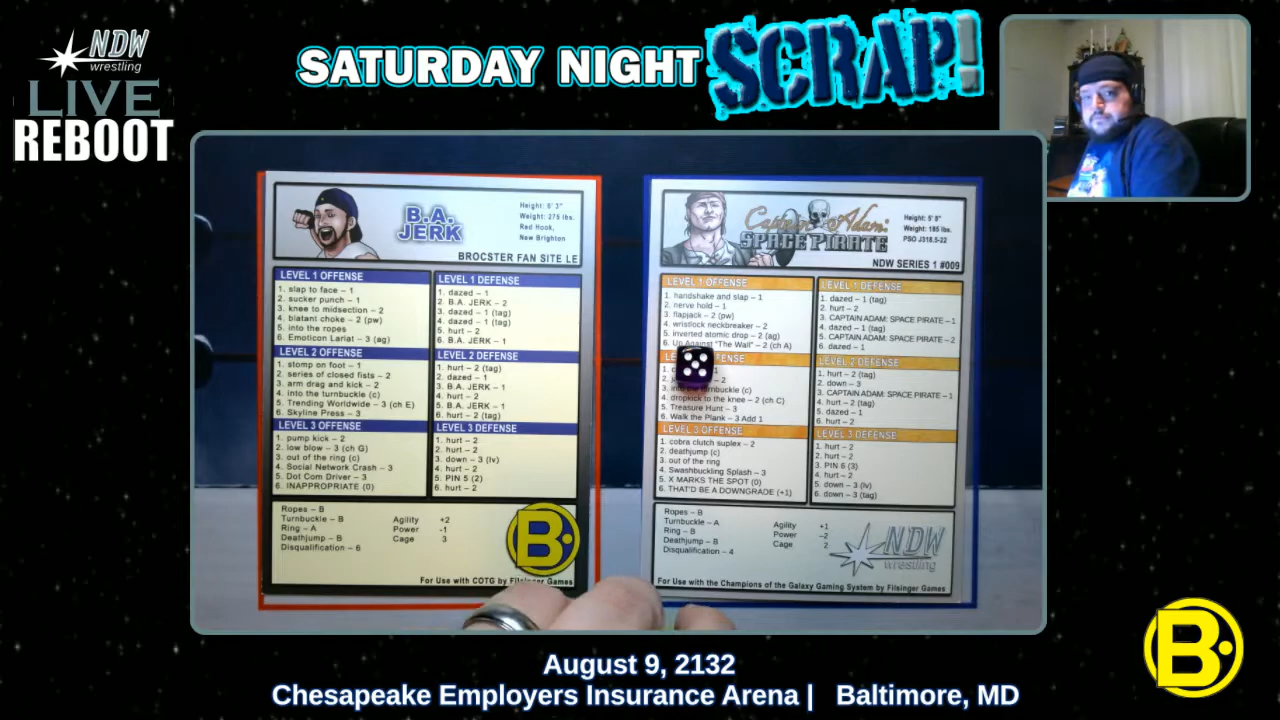 NDW
wrestling
LIVE
REBOOT
SATURDAY NIGHT SCRAP!
B.A.
JERK
Height: 6' 3"
Weight: 275 lbs.
Red Hook,
New Brighton
BROCSTER FAN SITE LE
LEVEL 1 OFFENSE
1. slap to face – 1
2. sucker punch – 1
3. knee to midsection – 2
4. blatant choke – 2 (pw)
5. into the ropes
6. Emoticon Lariat – 3 (ag)
LEVEL 1 DEFENSE
1. dazed – 1
2. B.A. JERK – 2
3. dazed – 1 (tag)
4. dazed – 1 (tag)
5. hurt – 2
6. B.A. JERK – 1
LEVEL 2 OFFENSE
1. stomp on foot – 1
2. series of closed fists – 2
3. arm drag and kick – 2
4. into the turnbuckle (c)
5. Trending Worldwide – 3 (ch E)
6. Skyline Press – 3
LEVEL 2 DEFENSE
1. hurt – 2 (tag)
2. dazed – 1
3. B.A. JERK – 1
4. hurt – 2
5. B.A. JERK – 1
6. hurt – 2 (tag)
LEVEL 3 OFFENSE
1. pump kick – 2
2. low blow – 3 (ch G)
3. out of the ring (c)
4. Social Network Crash – 3
5. Dot Com Driver – 3
6. INAPPROPRIATE (0)
LEVEL 3 DEFENSE
1. hurt – 2
2. hurt – 2
3. down – 3 (lv)
4. hurt – 2
5. PIN 5 (2)
6. hurt – 2
Ropes – B
Turnbuckle – B
Ring – A
Deathjump – B
Disqualification – 6
Agility +2
Power -1
Cage 3
B
For Use with COTG by Filsinger Games
Captain Adam:
SPACE PIRATE
Height: 5' 8"
Weight: 185 lbs.
PSO J318.5-22
NDW SERIES 1 #009
LEVEL 1 OFFENSE
1. handshake and slap – 1
2. nerve hold – 1
3. flapjack – 2 (pw)
4. wristlock neckbreaker – 2
5. inverted atomic drop – 2 (ag)
6. Up Against "The Wall" – 2 (ch A)
LEVEL 1 DEFENSE
1. dazed – 1 (tag)
2. hurt – 2
3. CAPTAIN ADAM: SPACE PIRATE – 1
4. dazed – 1 (tag)
5. CAPTAIN ADAM: SPACE PIRATE – 2
6. dazed – 1
OFFENSE
1.
2. – 2
3. into the turnbuckle (c)
4. dropkick to the knee – 2 (ch C)
5. Treasure Hunt – 3
6. Walk the Plank – 3 Add 1
LEVEL 2 DEFENSE
1. hurt – 2 (tag)
2. down – 3
3. CAPTAIN ADAM: SPACE PIRATE – 1
4. hurt – 2 (tag)
5. dazed – 1
6. hurt – 2
LEVEL 3 OFFENSE
1. cobra clutch suplex – 2
2. deathjump (c)
3. out of the ring
4. Swashbuckling Splash – 3
5. X MARKS THE SPOT (0)
6. THAT'D BE A DOWNGRADE (+1)
LEVEL 3 DEFENSE
1. hurt – 2
2. hurt – 2
3. PIN 6 (3)
4. hurt – 2
5. down – 3 (lv)
6. down – 3 (tag)
Ropes – B
Turnbuckle – A
Ring – B
Deathjump – B
Disqualification – 4
Agility +1
Power –2
Cage 2
NDW
wrestling
For Use with the Champions of the Galaxy Gaming System by Filsinger Games
B
August 9, 2132
Chesapeake Employers Insurance Arena | Baltimore, MD